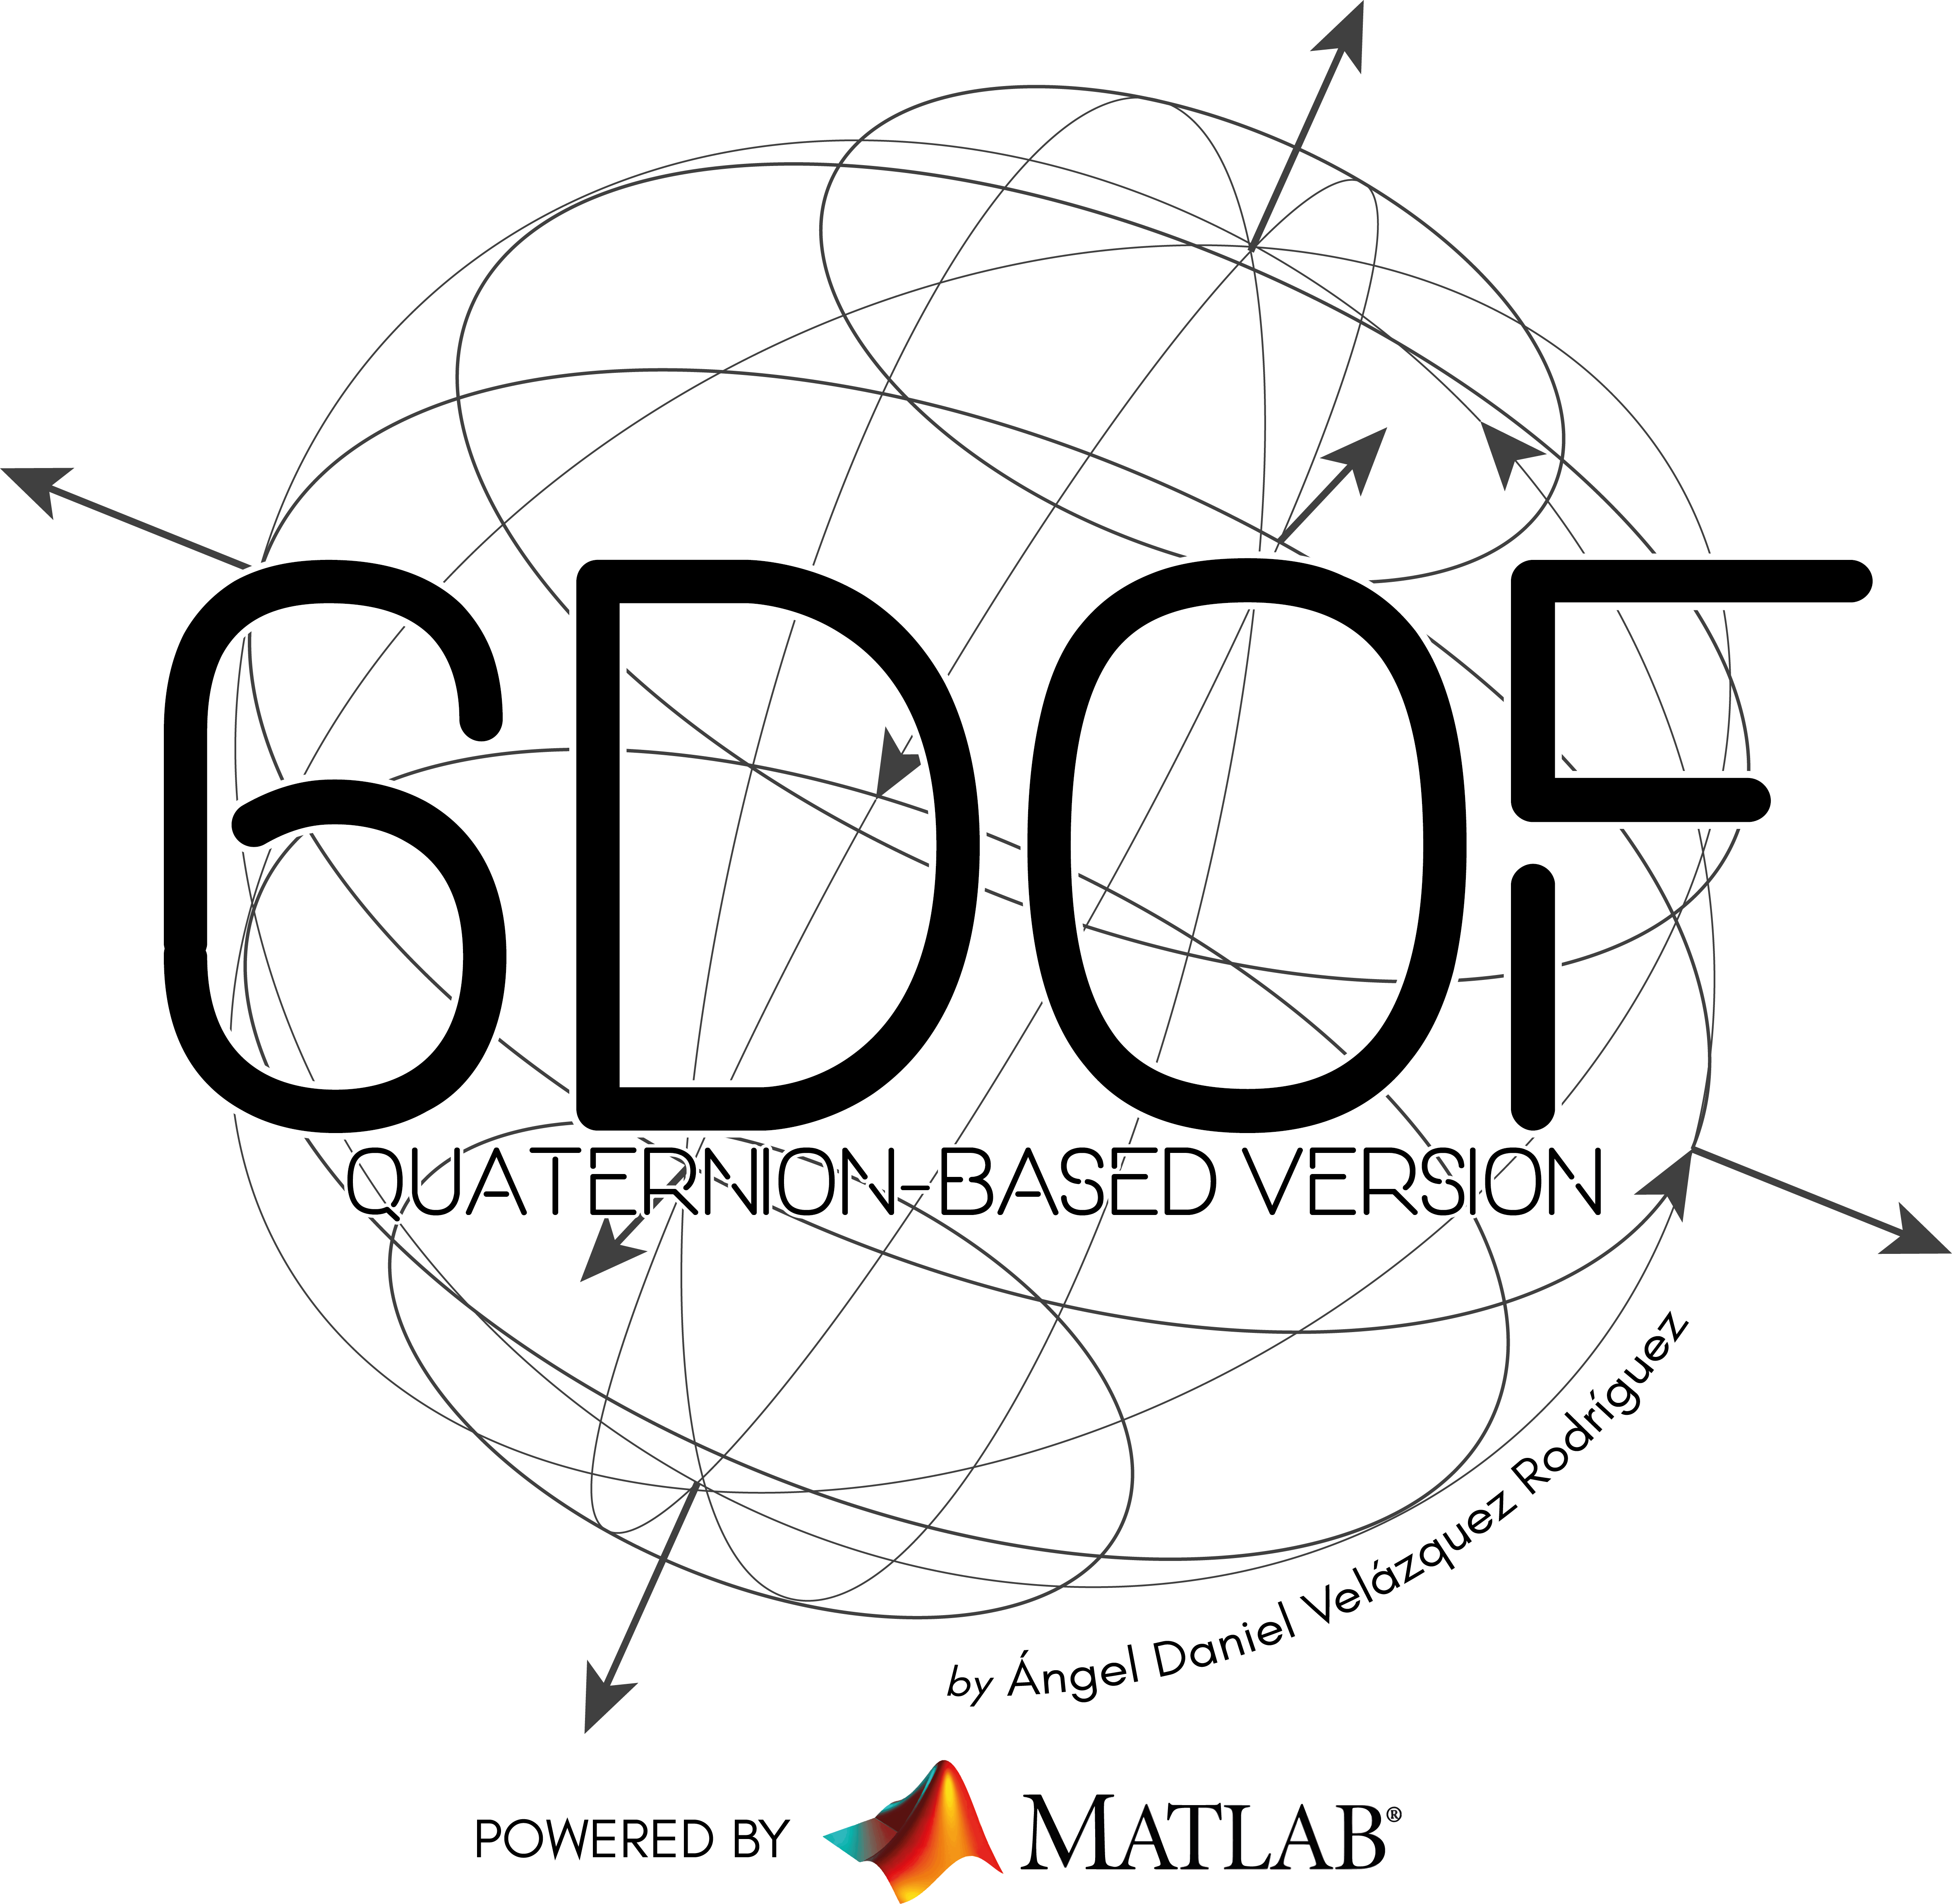 6DOF
QUATERNION-BASED VERSION
by Ángel Daniel Velázquez Rodríguez
POWERED BY MATLAB®